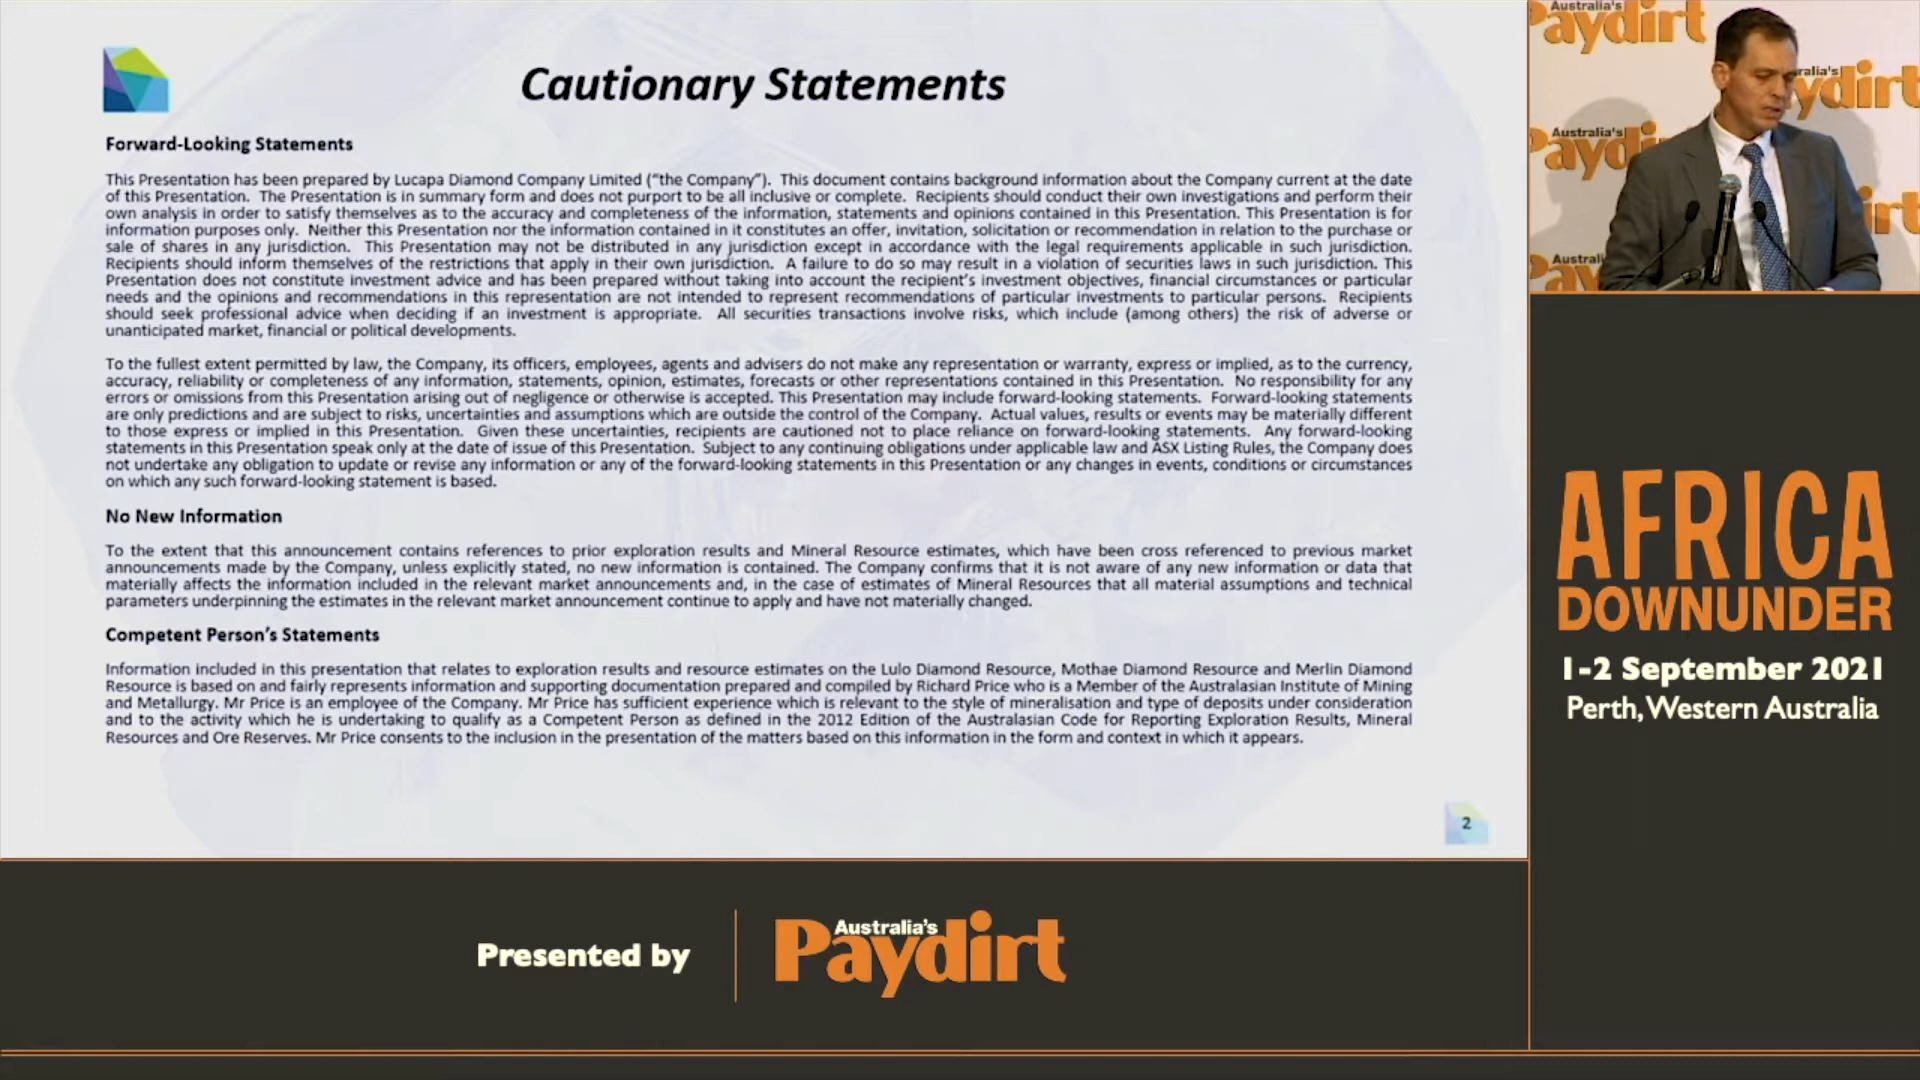 Cautionary Statements
Forward-Looking Statements
This Presentation has been prepared by Lucapa Diamond Company Limited (“the Company”). This document contains background information about the Company current at the date
of this Presentation. The Presentation is in summary form and does not purport to be all inclusive or complete. Recipients should conduct their own investigations and perform their
own analysis in order to satisfy themselves as to the accuracy and completeness of the information, statements and opinions contained in this Presentation. This Presentation is for
information purposes only. Neither this Presentation nor the information contained in it constitutes an offer, invitation, solicitation or recommendation in relation to the purchase or
sale of shares in any jurisdiction. This Presentation may not be distributed in any jurisdiction except in accordance with the legal requirements applicable in such jurisdiction.
Recipients should inform themselves of the restrictions that apply in their own jurisdiction. A failure to do so may result in a violation of securities laws in such jurisdiction. This
Presentation does not constitute investment advice and has been prepared without taking into account the recipient’s investment objectives, financial circumstances or particular
needs and the opinions and recommendations in this representation are not intended to represent recommendations of particular investments to particular persons. Recipients
should seek professional advice when deciding if an investment is appropriate. All securities transactions involve risks, which include (among others) the risk of adverse or
unanticipated market, financial or political developments.
To the fullest extent permitted by law, the Company, its officers, employees, agents and advisers do not make any representation or warranty, express or implied, as to the currency,
accuracy, reliability or completeness of any information, statements, opinion, estimates, forecasts or other representations contained in this Presentation. No responsibility for any
errors or omissions from this Presentation arising out of negligence or otherwise is accepted. This Presentation may include forward-looking statements. Forward-looking statements
are only predictions and are subject to risks, uncertainties and assumptions which are outside the control of the Company. Actual values, results or events may be materially different
to those express or implied in this Presentation. Given these uncertainties, recipients are cautioned not to place reliance on forward-looking statements. Any forward-looking
statements in this Presentation speak only at the date of issue of this Presentation. Subject to any continuing obligations under applicable law and ASX Listing Rules, the Company does
not undertake any obligation to update or revise any information or any of the forward-looking statements in this Presentation or any changes in events, conditions or circumstances
on which any such forward-looking statement is based.
No New Information
To the extent that this announcement contains references to prior exploration results and Mineral Resource estimates, which have been cross referenced to previous market
announcements made by the Company, unless explicitly stated, no new information is contained. The Company confirms that it is not aware of any new information or data that
materially affects the information included in the relevant market announcements and, in the case of estimates of Mineral Resources that all material assumptions and technical
parameters underpinning the estimates in the relevant market announcement continue to apply and have not materially changed.
Competent Person’s Statements
Information included in this presentation that relates to exploration results and resource estimates on the Lulo Diamond Resource, Mothae Diamond Resource and Merlin Diamond
Resource is based on and fairly represents information and supporting documentation prepared and compiled by Richard Price who is a Member of the Australasian Institute of Mining
and Metallurgy. Mr Price is an employee of the Company. Mr Price has sufficient experience which is relevant to the style of mineralisation and type of deposits under consideration
and to the activity which he is undertaking to qualify as a Competent Person as defined in the 2012 Edition of the Australasian Code for Reporting Exploration Results, Mineral
Resources and Ore Reserves. Mr Price consents to the inclusion in the presentation of the matters based on this information in the form and context in which it appears.
2
Australia's
Paydirt
Australia's
AFRICA
DOWNUNDER
1-2 September 2021
Perth, Western Australia
Presented by
Australia's
Paydirt